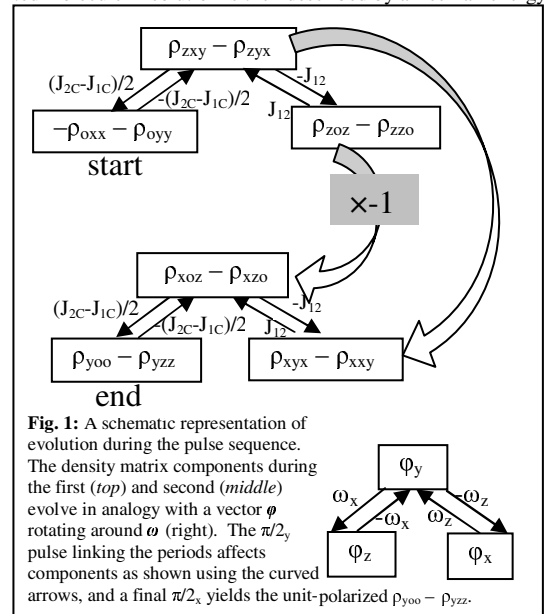 ρzxy – ρzyx
(J2C-J1C)/2
-(J2C-J1C)/2
-J12
J12
–ρoxx – ρoyy
ρzoz – ρzzo
start
×-1
ρxoz – ρxzo
(J2C-J1C)/2
-(J2C-J1C)/2
-J12
J12
ρyoo – ρyzz
ρxyx – ρxxy
end
Fig. 1: A schematic representation of
evolution during the pulse sequence.
The density matrix components during
the first (top) and second (middle)
evolve in analogy with a vector φ
rotating around ω (right). The π/2y
pulse linking the periods affects
components as shown using the curved
arrows, and a final π/2x yields the unit-polarized ρyoo – ρyzz.
φy
ωx
-ωx
ωz
-ωz
φz
φx